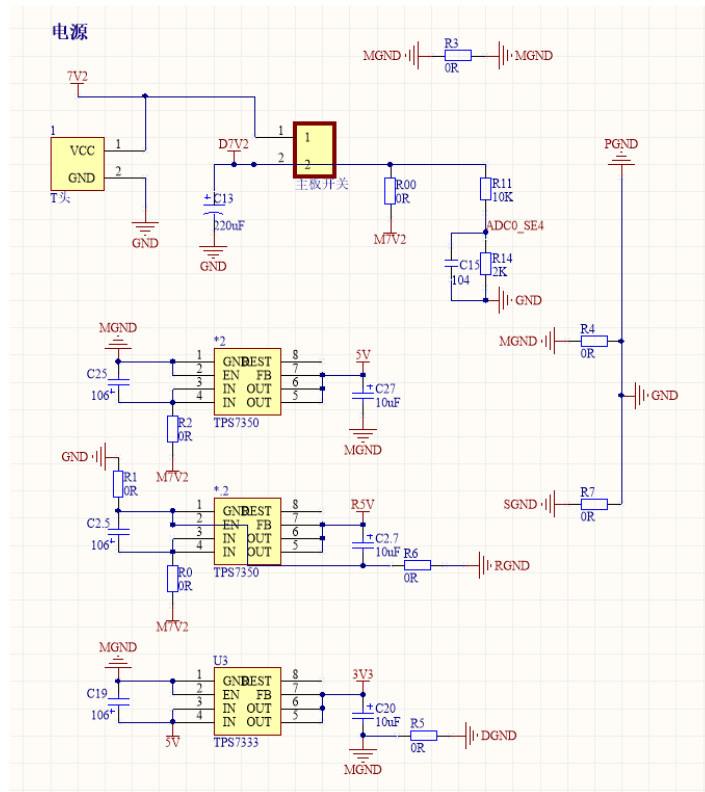 电源
MGND
R3
0R
MGND
7V2
1
VCC
1
GND
2
T头
GND
D7V2
C13
220uF
GND
1
1
2
2
主板开关
R00
0R
M7V2
R11
10K
ADC0_SE4
C15
104
R14
2K
GND
PGND
MGND
R4
0R
GND
SGND
R7
0R
MGND
C25
106
*2
1
GND
REST
8
2
EN
FB
7
3
IN
OUT
6
4
IN
OUT
5
TPS7350
R2
0R
M7V2
5V
C27
10uF
MGND
GND
R1
0R
C2.5
106
*.2
1
GND
REST
8
2
EN
FB
7
3
IN
OUT
6
4
IN
OUT
5
TPS7350
R0
0R
M7V2
R5V
C2.7
10uF
R6
0R
RGND
MGND
C19
106
U3
1
GND
REST
8
2
EN
FB
7
3
IN
OUT
6
4
IN
OUT
5
TPS7333
5V
3V3
C20
10uF
MGND
R5
0R
DGND